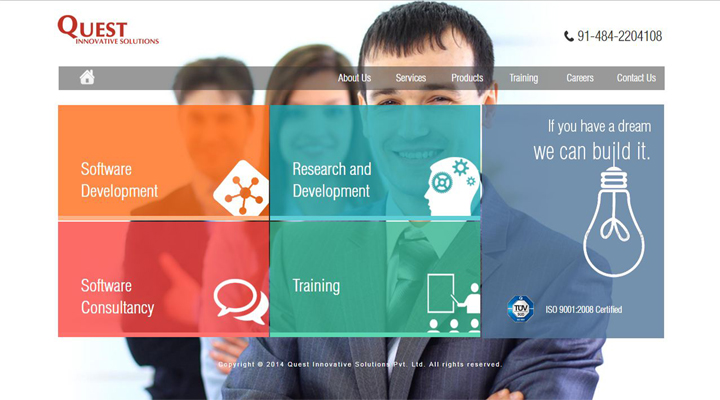 QUEST
INNOVATIVE SOLUTIONS
91-484-2204108
About Us Services Products Training Careers Contact Us
Software
Development
Research and
Development
If you have a dream
we can build it.
Software
Consultancy
Training
TÜV
ISO 9001:2008 Certified
Copyright © 2014 Quest Innovative Solutions Pvt. Ltd. All rights reserved.